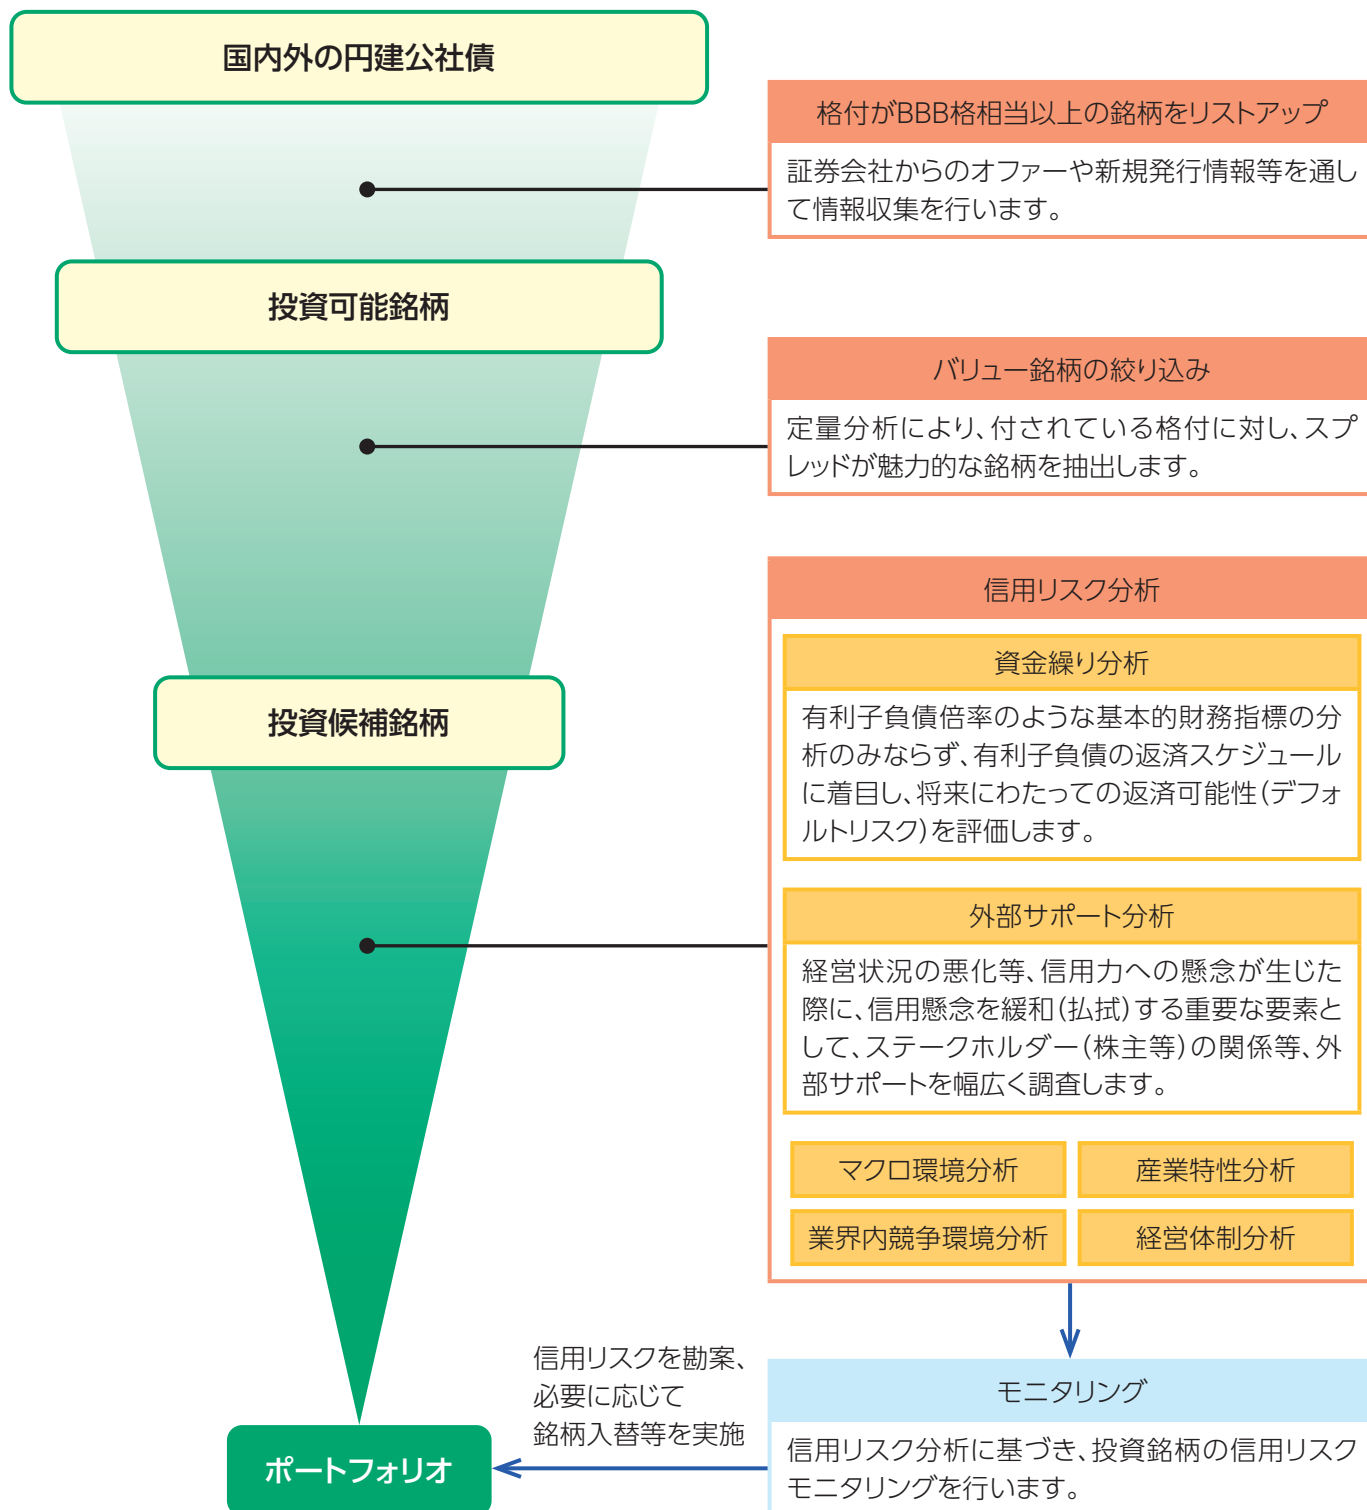 国内外の円建公社債
格付がBBB格相当以上の銘柄をリストアップ
証券会社からのオファーや新規発行情報等を通し
て情報収集を行います。
投資可能銘柄
バリュー銘柄の絞り込み
定量分析により、付されている格付に対し、スプ
レッドが魅力的な銘柄を抽出します。
投資候補銘柄
信用リスク分析
資金繰り分析
有利子負債倍率のような基本的財務指標の分
析のみならず、有利子負債の返済スケジュール
に着目し、将来にわたっての返済可能性(デフォ
ルトリスク)を評価します。
外部サポート分析
経営状況の悪化等、信用力への懸念が生じた
際に、信用懸念を緩和(払拭)する重要な要素と
して、ステークホルダー(株主等)の関係等、外
部サポートを幅広く調査します。
マクロ環境分析
産業特性分析
業界内競争環境分析
経営体制分析
信用リスクを勘案、
必要に応じて
銘柄入替等を実施
モニタリング
信用リスク分析に基づき、投資銘柄の信用リスク
モニタリングを行います。
ポートフォリオ